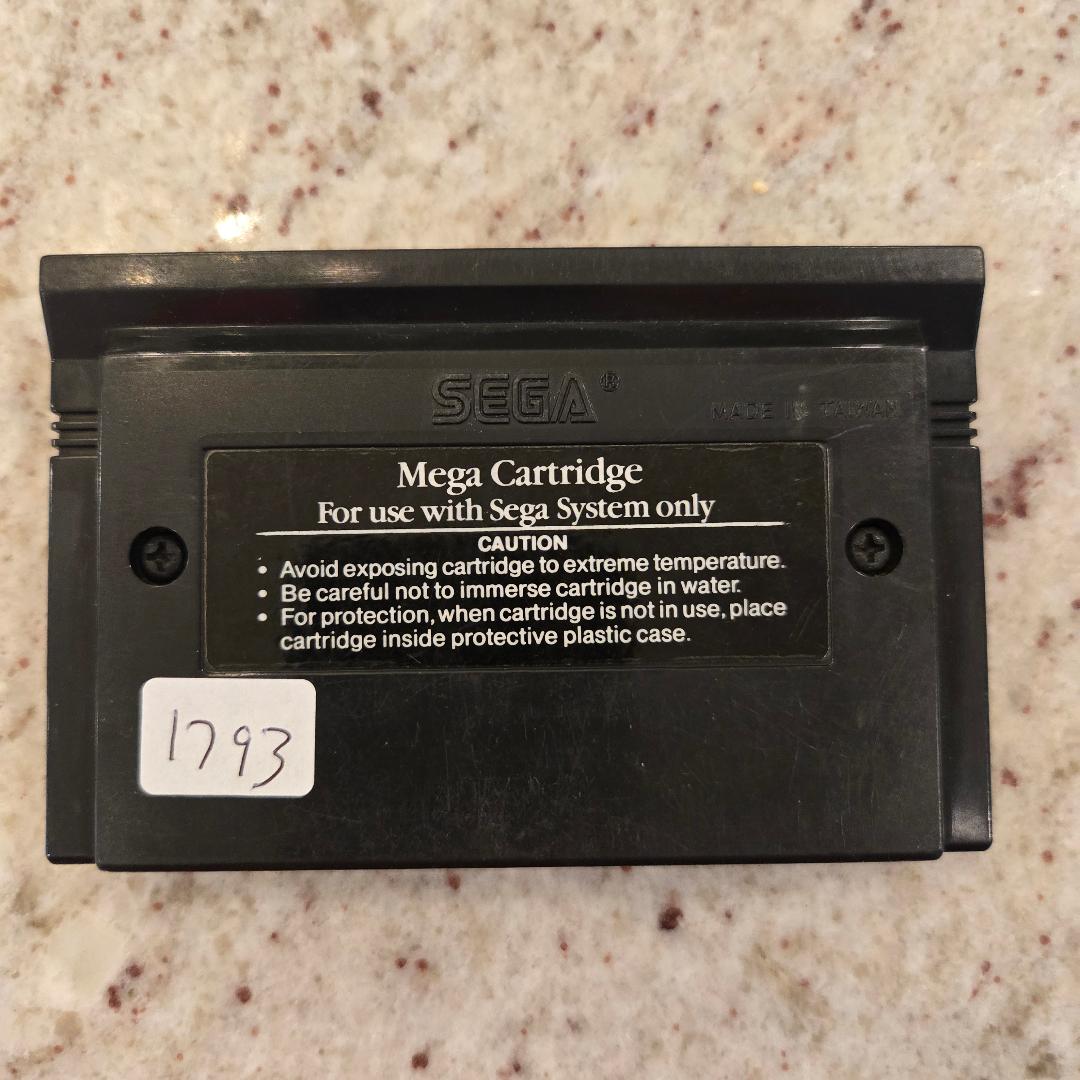 SEGA®
MADE IN TAIWAN
Mega Cartridge
For use with Sega System only
CAUTION
• Avoid exposing cartridge to extreme temperature.
• Be careful not to immerse cartridge in water.
• For protection, when cartridge is not in use, place
cartridge inside protective plastic case.
1793